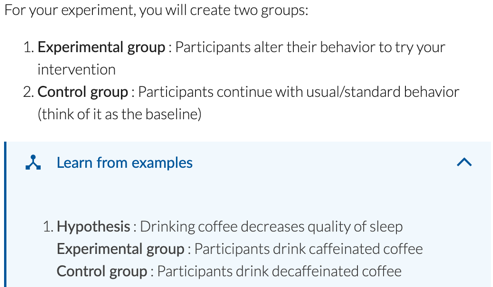 For your experiment, you will create two groups:
1. Experimental group : Participants alter their behavior to try your
intervention
2. Control group : Participants continue with usual/standard behavior
(think of it as the baseline)
Learn from examples
1. Hypothesis : Drinking coffee decreases quality of sleep
Experimental group : Participants drink caffeinated coffee
Control group : Participants drink decaffeinated coffee